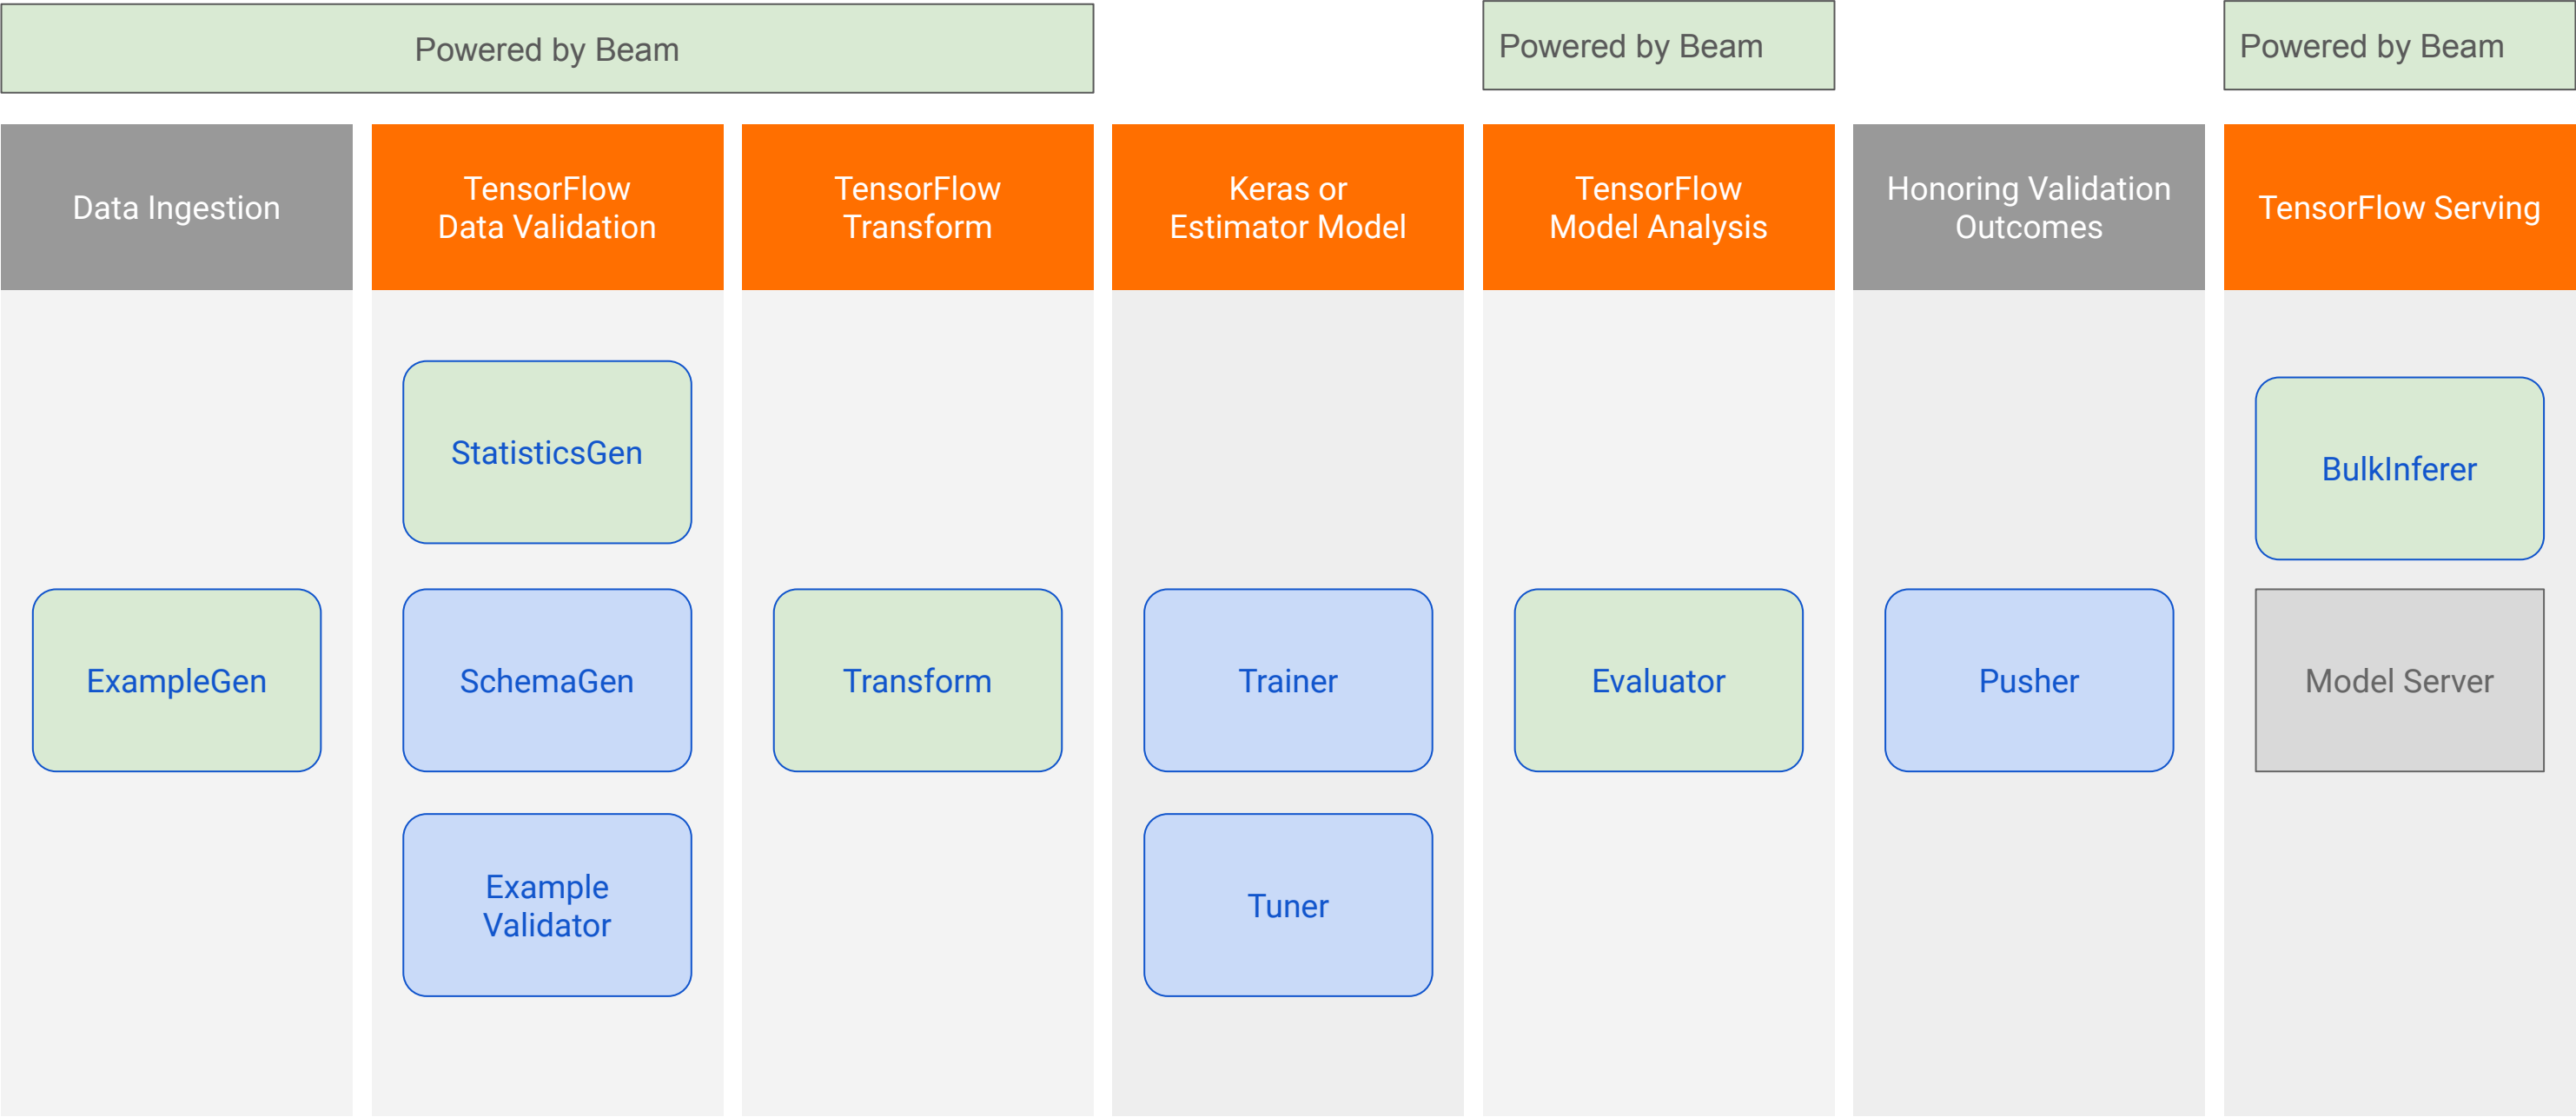 Powered by Beam
Powered by Beam
Powered by Beam
Data Ingestion
TensorFlow
Data Validation
TensorFlow
Transform
Keras or
Estimator Model
TensorFlow
Model Analysis
Honoring Validation
Outcomes
TensorFlow Serving
ExampleGen
StatisticsGen
SchemaGen
Example
Validator
Transform
Trainer
Tuner
Evaluator
Pusher
BulkInferer
Model Server